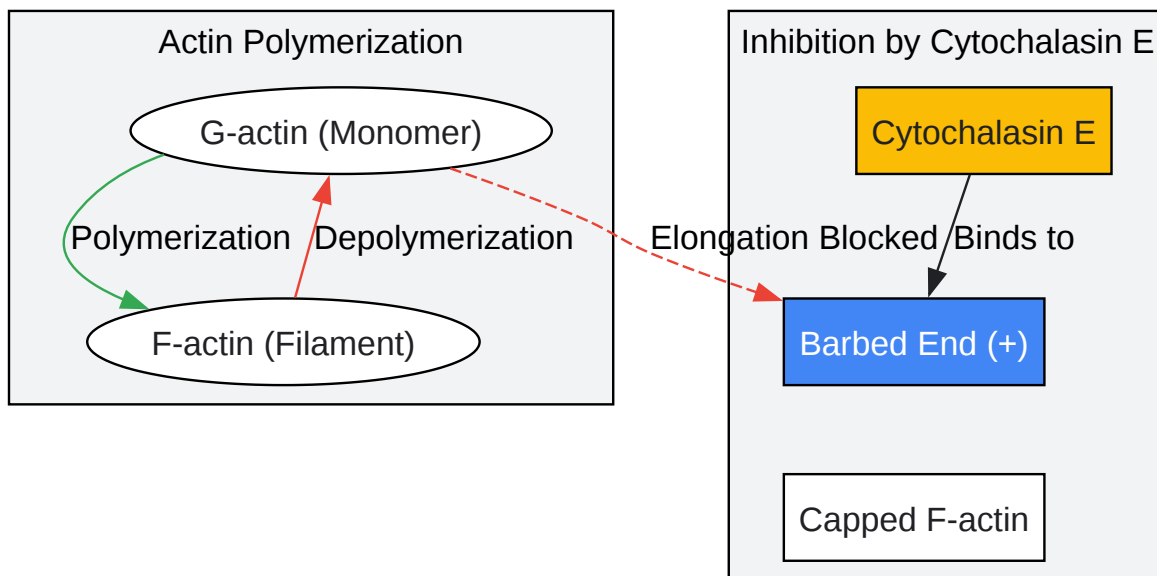 Actin Polymerization
G-actin (Monomer)
Polymerization
Depolymerization
F-actin (Filament)
Inhibition by Cytochalasin E
Cytochalasin E
Elongation Blocked
Binds to
Barbed End (+)
Capped F-actin